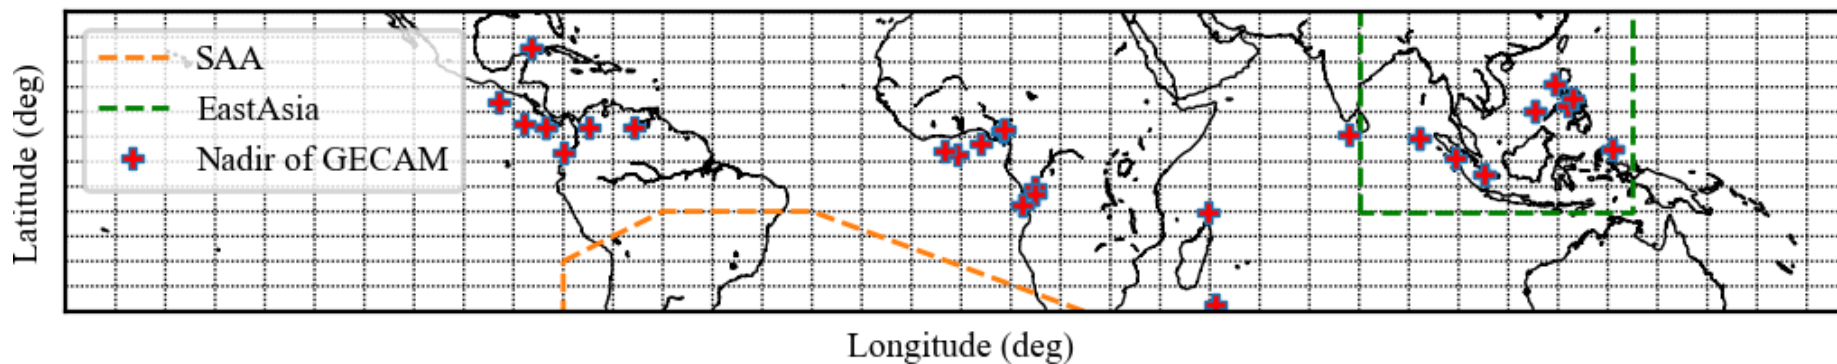 Latitude (deg)
SAA
EastAsia
Nadir of GECAM
Longitude (deg)